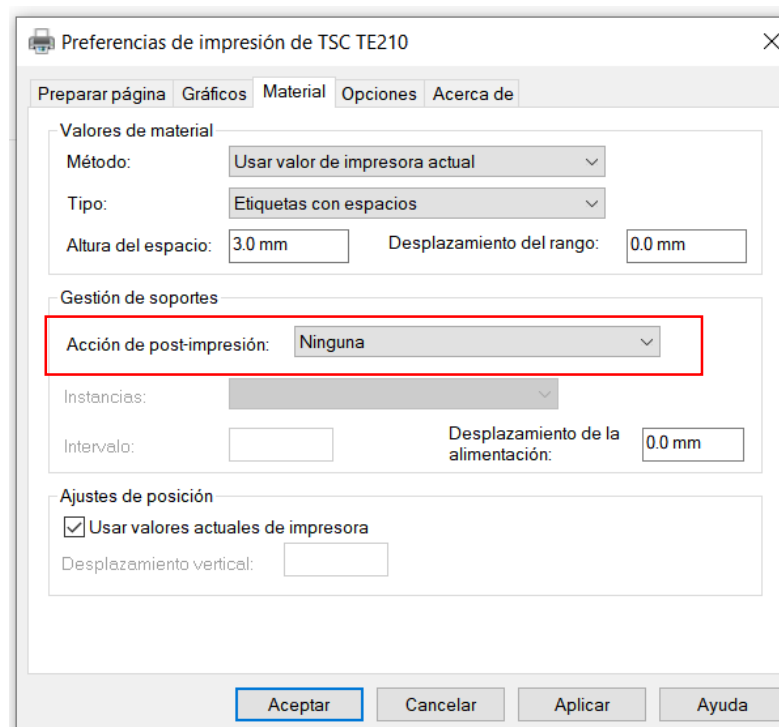 Preferencias de impresión de TSC TE210
Preparar página Gráficos Material Opciones Acerca de
Valores de material
Método: Usar valor de impresora actual
Tipo: Etiquetas con espacios
Altura del espacio: 3.0 mm Desplazamiento del rango: 0.0 mm
Gestión de soportes
Acción de post-impresión: Ninguna
Instancias:
Intervalo: Desplazamiento de la alimentación: 0.0 mm
Ajustes de posición
Usar valores actuales de impresora
Desplazamiento vertical:
Aceptar Cancelar Aplicar Ayuda